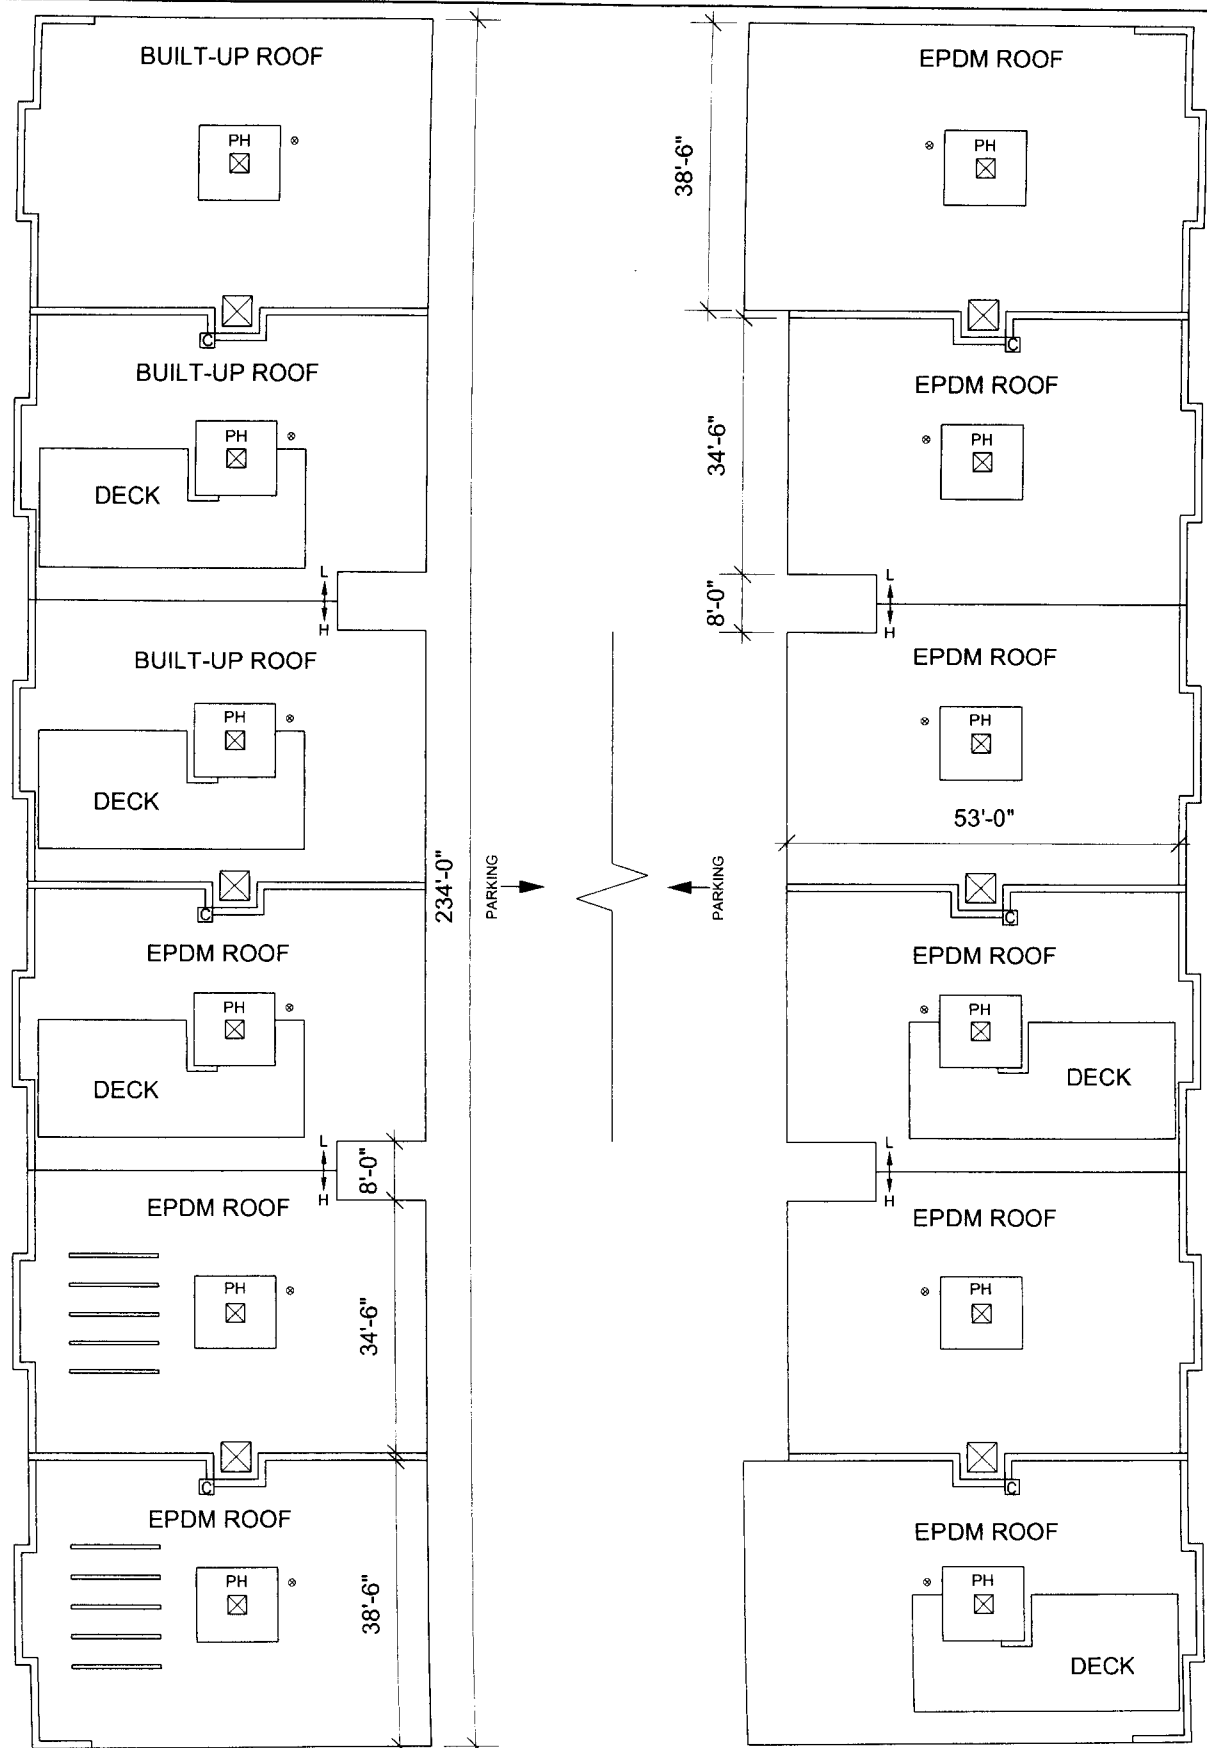 BUILT-UP ROOF
PH
C
BUILT-UP ROOF
PH
DECK
L
H
BUILT-UP ROOF
PH
DECK
C
EPDM ROOF
PH
DECK
L
H
8'-0"
EPDM ROOF
PH
34'-6"
C
EPDM ROOF
PH
38'-6"
234'-0"
PARKING
PARKING
EPDM ROOF
PH
38'-6"
C
EPDM ROOF
PH
34'-6"
L
H
8'-0"
EPDM ROOF
PH
53'-0"
C
EPDM ROOF
PH
DECK
L
H
EPDM ROOF
PH
C
EPDM ROOF
PH
DECK